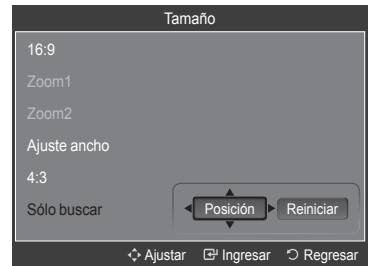 Tamaño
16:9
Zoom1
Zoom2
Ajuste ancho
4:3
Sólo buscar
Posición Reiniciar
Ajustar Ingresar Regresar